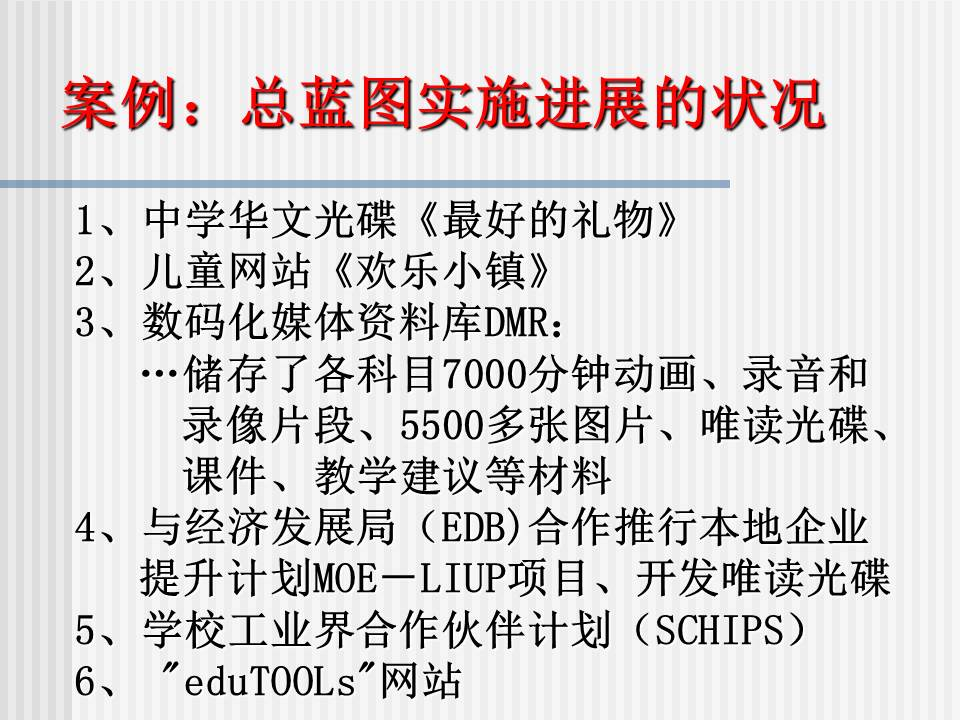 案例：总蓝图实施进展的状况
1、中学华文光碟《最好的礼物》
2、儿童网站《欢乐小镇》
3、数码化媒体资料库DMR：
…储存了各科目7000分钟动画、录音和
录像片段、5500多张图片、唯读光碟、
课件、教学建议等材料
4、与经济发展局（EDB)合作推行本地企业
提升计划MOE－LIUP项目、开发唯读光碟
5、学校工业界合作伙伴计划（SCHIPS）
6、 "eduTOOLs"网站